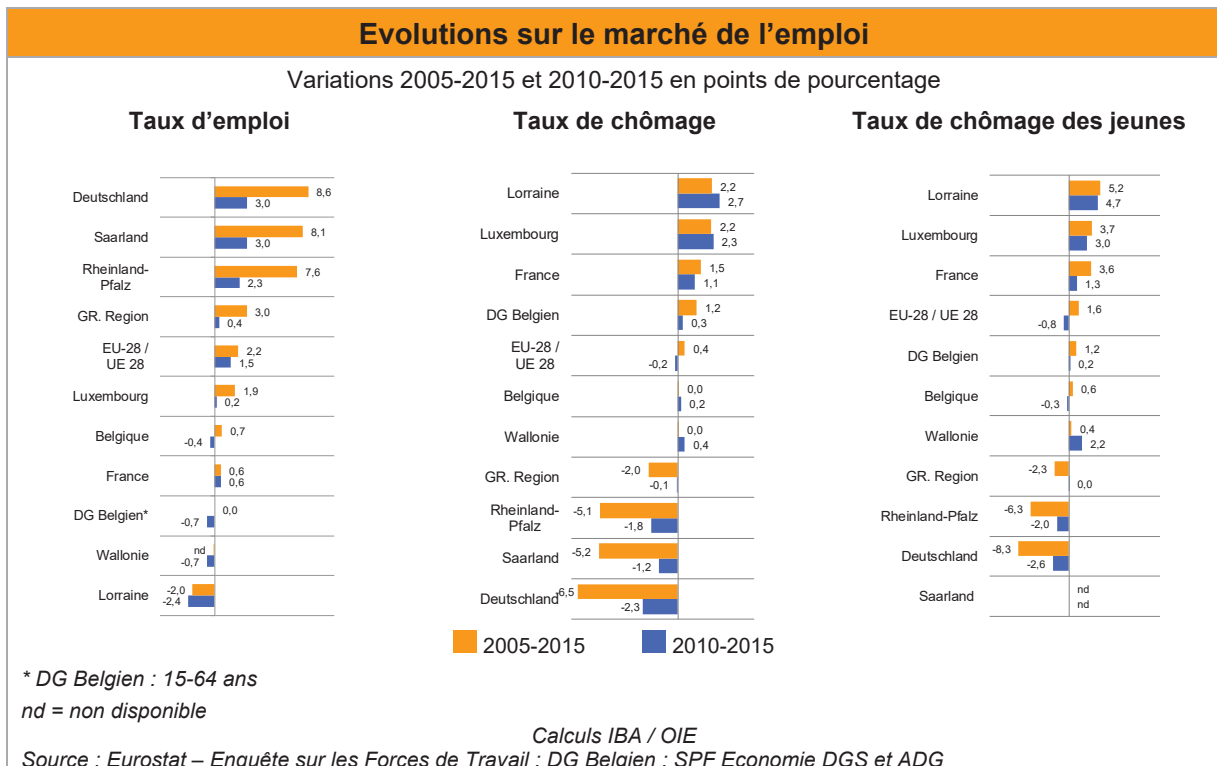 Evolutions sur le marché de l'emploi
Variations 2005-2015 et 2010-2015 en points de pourcentage
Taux d'emploi
Deutschland 8,6 3,0
Saarland 8,1 3,0
Rheinland-
Pfalz 7,6 2,3
GR. Region 3,0 0,4
EU-28 /
UE 28 2,2 1,5
Luxembourg 1,9 0,2
Belgique 0,7 -0,4
France 0,6 0,6
DG Belgien* 0,0 -0,7
Wallonie nd -0,7
Lorraine -2,0 -2,4
Taux de chômage
Lorraine 2,2 2,7
Luxembourg 2,2 2,3
France 1,5 1,1
DG Belgien 1,2 0,3
EU-28 /
UE 28 0,4 -0,2
Belgique 0,0 0,2
Wallonie 0,0 0,4
GR. Region -2,0 -0,1
Rheinland-
Pfalz -5,1 -1,8
Saarland -5,2 -1,2
Deutschland -6,5 -2,3
Taux de chômage des jeunes
Lorraine 5,2 4,7
Luxembourg 3,7 3,0
France 3,6 1,3
EU-28 / UE 28 1,6 -0,8
DG Belgien 1,2 0,2
Belgique 0,6 -0,3
Wallonie 0,4 2,2
GR. Region -2,3 0,0
Rheinland-Pfalz -6,3 -2,0
Deutschland -8,3 -2,6
Saarland nd nd
2005-2015 2010-2015
* DG Belgien : 15-64 ans
nd = non disponible
Calculs IBA / OIE
Source : Eurostat – Enquête sur les Forces de Travail ; DG Belgien : SPF Economie DGS et ADG